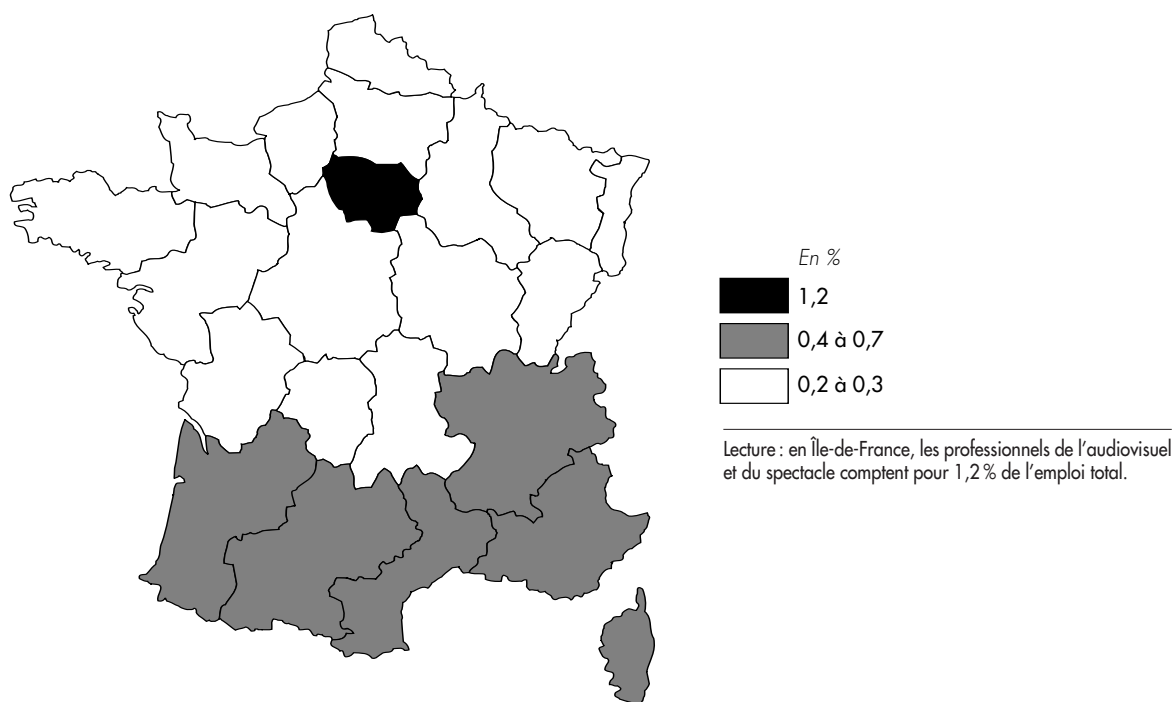 En %
1,2
0,4 à 0,7
0,2 à 0,3
Lecture : en Île-de-France, les professionnels de l'audiovisuel
et du spectacle comptent pour 1,2 % de l'emploi total.